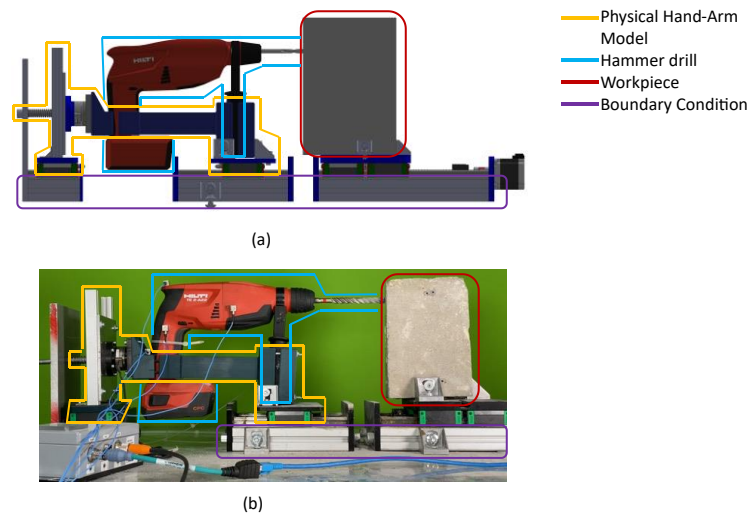 Physical Hand-Arm
Model
Hammer drill
Workpiece
Boundary Condition
HILTI
(a)
HILTI
(b)